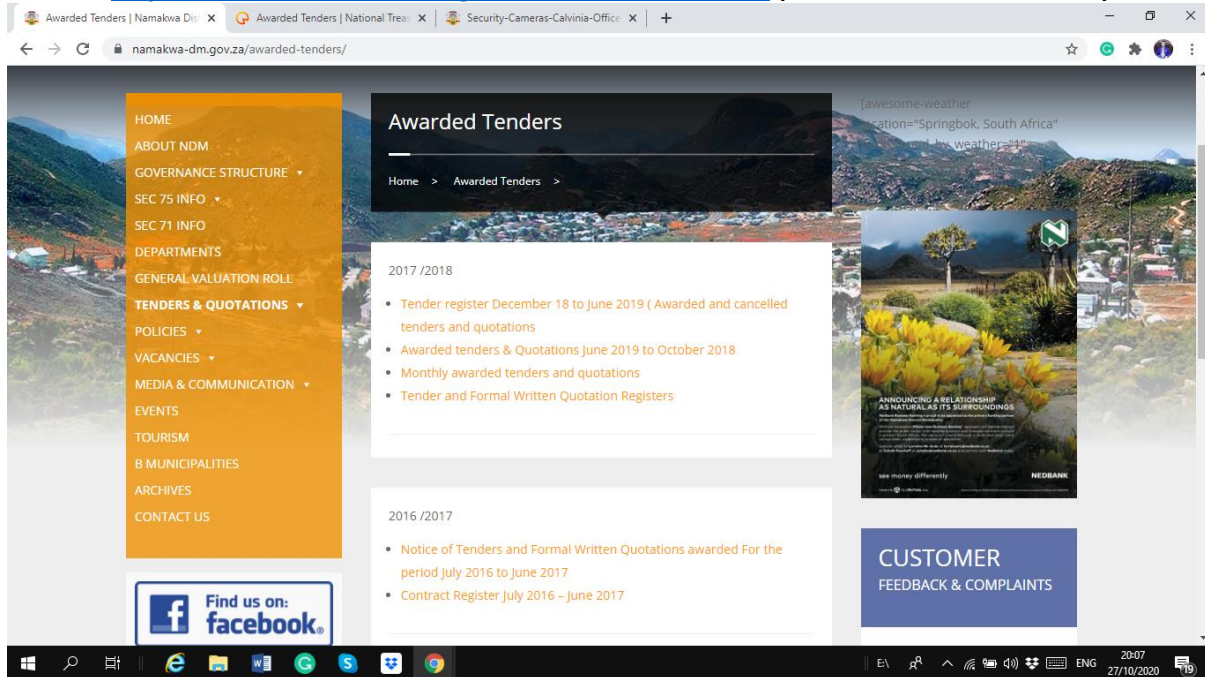 Awarded Tenders | Namakwa Dis
Awarded Tenders | National Treas
Security-Cameras-Calvinia-Office
namakwa-dm.gov.za/awarded-tenders/
HOME
ABOUT NDM
GOVERNANCE STRUCTURE
SEC 75 INFO
SEC 71 INFO
DEPARTMENTS
GENERAL VALUATION ROLL
TENDERS & QUOTATIONS
POLICIES
VACANCIES
MEDIA & COMMUNICATION
EVENTS
TOURISM
B MUNICIPALITIES
ARCHIVES
CONTACT US
Find us on:
facebook®
Awarded Tenders
Home > Awarded Tenders >
2017 /2018
• Tender register December 18 to June 2019 ( Awarded and cancelled
tenders and quotations
• Awarded tenders & Quotations June 2019 to October 2018
• Monthly awarded tenders and quotations
• Tender and Formal Written Quotation Registers
2016 /2017
• Notice of Tenders and Formal Written Quotations awarded For the
period July 2016 to June 2017
• Contract Register July 2016 – June 2017
[awesome-weather
location="Springbok, South Africa"
weather="1"
ANNOUNCING A RELATIONSHIP
AS NATURAL AS ITS SURROUNDINGS
see money differently NEDBANK
CUSTOMER
FEEDBACK & COMPLAINTS
E:\ ENG
20:07
27/10/2020
19